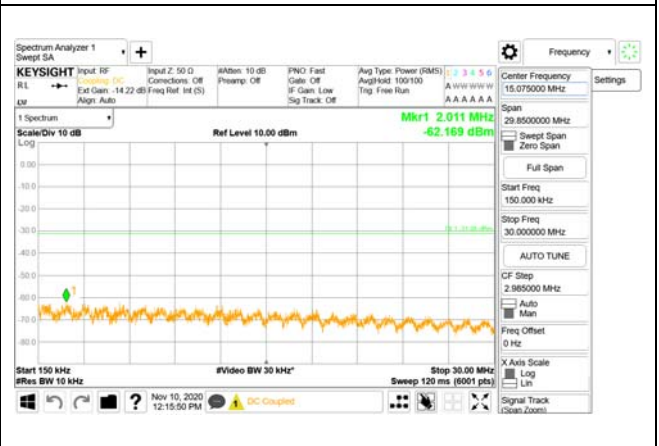 Spectrum Analyzer 1
Swept SA
Frequency
KEYSIGHT
RL
Input: RF
Coupling: DC
Ext Gain: -14.22 dB
Align: Auto
Input Z: 50 Ω
Corrections: Off
Freq Ref: Int (S)
#Atten: 10 dB
Preamp: Off
PNO: Fast
Gate: Off
IF Gain: Low
Sig Track: Off
Avg Type: Power (RMS)
Avg|Hold: 100/100
Trig: Free Run
1 2 3 4 5 6
A W W W W W
A A A A A A
Center Frequency
15.075000 MHz
Settings
1 Spectrum
Scale/Div 10 dB
Log
Ref Level 10.00 dBm
Mkr1 2.011 MHz
-62.169 dBm
Span
29.8500000 MHz
Swept Span
Zero Span
Full Span
Start Freq
150.000 kHz
Stop Freq
30.000000 MHz
AUTO TUNE
CF Step
2.985000 MHz
Auto
Man
Freq Offset
0 Hz
X Axis Scale
Log
Lin
Signal Track
(Span Zoom)
0.00
-10.0
-20.0
-30.0
-40.0
-50.0
-60.0
-70.0
-80.0
1
Start 150 kHz
#Res BW 10 kHz
#Video BW 30 kHz*
Stop 30.00 MHz
Sweep 120 ms (6001 pts)
Nov 10, 2020
12:15:50 PM
DC Coupled